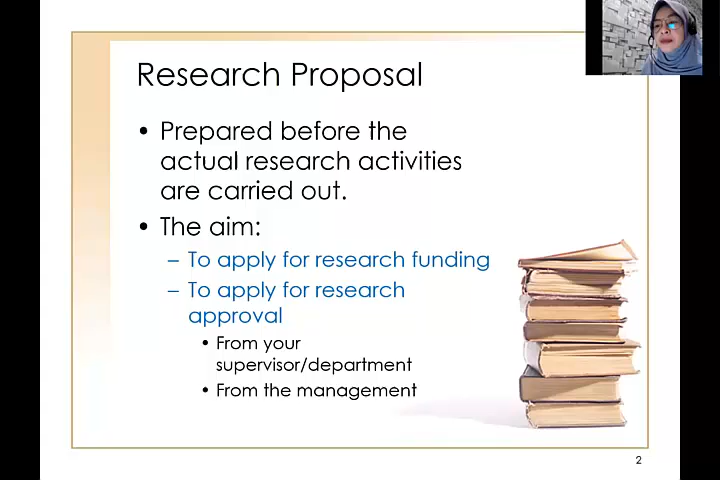 Research Proposal
• Prepared before the
actual research activities
are carried out.
• The aim:
– To apply for research funding
– To apply for research
approval
• From your
supervisor/department
• From the management
2